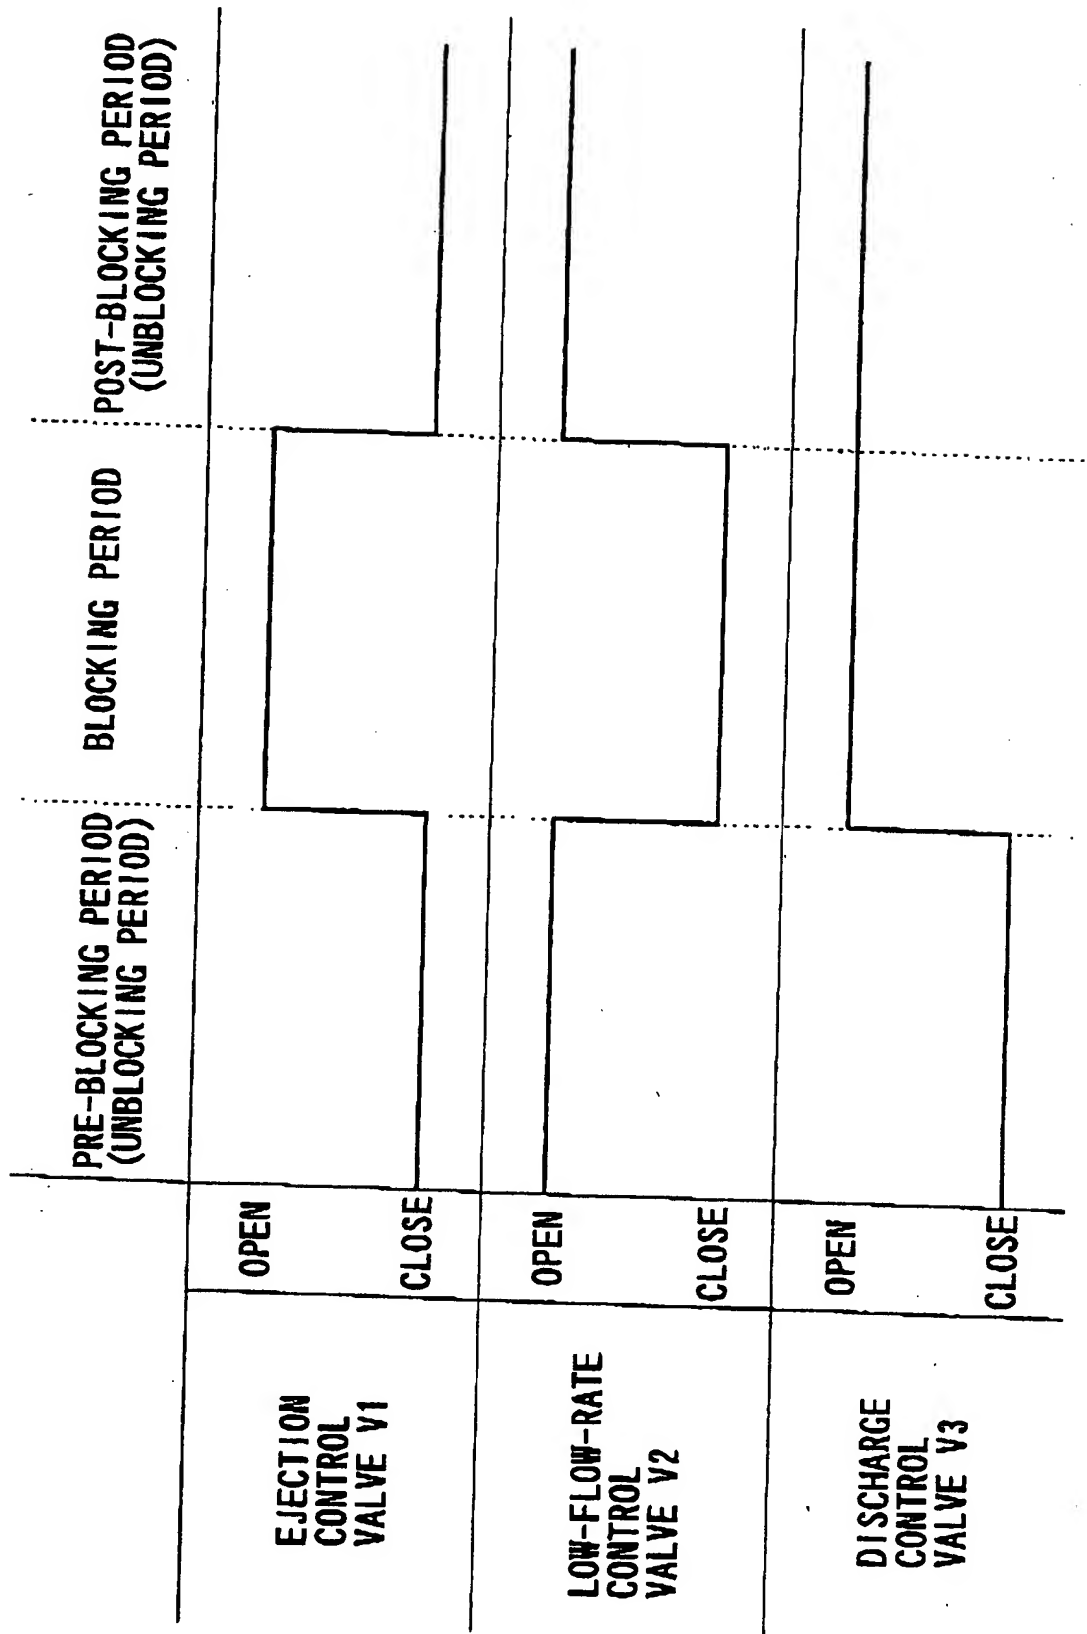 PRE-BLOCKING PERIOD
(UNBLOCKING PERIOD)
BLOCKING PERIOD
POST-BLOCKING PERIOD
(UNBLOCKING PERIOD)
EJECTION
CONTROL
VALVE V1
OPEN
CLOSE
LOW-FLOW-RATE
CONTROL
VALVE V2
OPEN
CLOSE
DISCHARGE
CONTROL
VALVE V3
OPEN
CLOSE